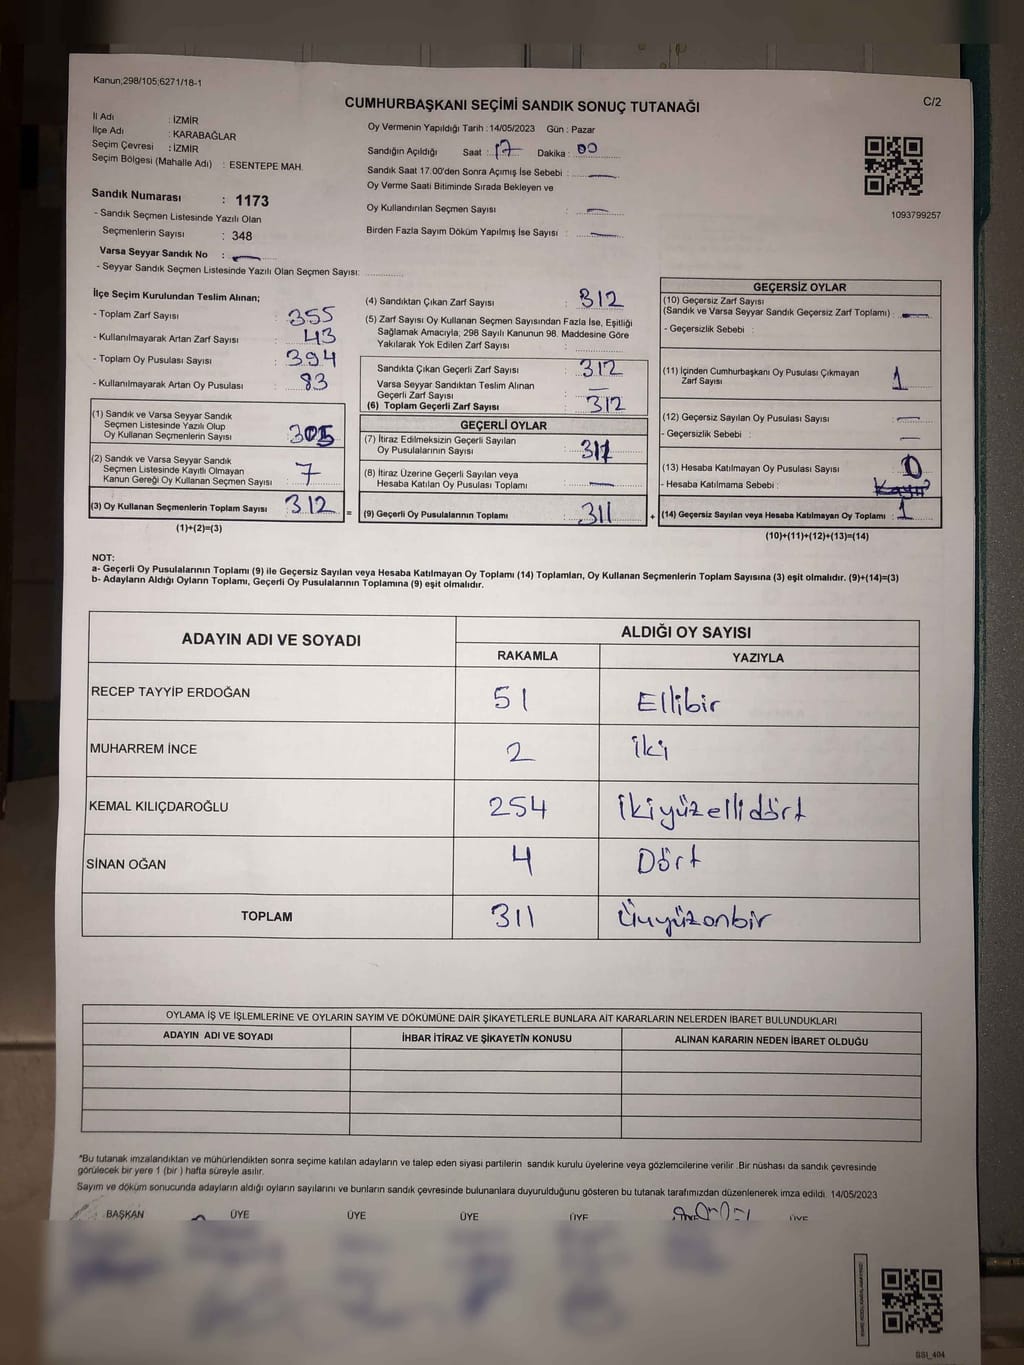 Kanun;298/105;6271/18-1
C/2
CUMHURBAŞKANI SEÇİMİ SANDIK SONUÇ TUTANAĞI
İl Adı : İZMİR
İlçe Adı : KARABAĞLAR
Seçim Çevresi : İZMİR
Seçim Bölgesi (Mahalle Adı) : ESENTEPE MAH.
Sandık Numarası : 1173
- Sandık Seçmen Listesinde Yazılı Olan
Seçmenlerin Sayısı : 348
Varsa Seyyar Sandık No : —
- Seyyar Sandık Seçmen Listesinde Yazılı Olan Seçmen Sayısı: ............
Oy Vermenin Yapıldığı Tarih : 14/05/2023 Gün : Pazar
Sandığın Açıldığı Saat : 17 Dakika : 00
Sandık Saat 17.00'den Sonra Açımış İse Sebebi : —
Oy Verme Saati Bitiminde Sırada Bekleyen ve
Oy Kullandırılan Seçmen Sayısı : —
Birden Fazla Sayım Döküm Yapılmış İse Sayısı : —
1093799257
İlçe Seçim Kurulundan Teslim Alınan;
- Toplam Zarf Sayısı : 355
- Kullanılmayarak Artan Zarf Sayısı : 43
- Toplam Oy Pusulası Sayısı : 394
- Kullanılmayarak Artan Oy Pusulası : 83
(1) Sandık ve Varsa Seyyar Sandık
Seçmen Listesinde Yazılı Olup
Oy Kullanan Seçmenlerin Sayısı : 305
(2) Sandık ve Varsa Seyyar Sandık
Seçmen Listesinde Kayıtlı Olmayan
Kanun Gereği Oy Kullanan Seçmen Sayısı : 7
(3) Oy Kullanan Seçmenlerin Toplam Sayısı : 312
(1)+(2)=(3)
=
(4) Sandıktan Çıkan Zarf Sayısı : 312
(5) Zarf Sayısı Oy Kullanan Seçmen Sayısından Fazla İse, Eşitliği
Sağlamak Amacıyla; 298 Sayılı Kanunun 98. Maddesine Göre
Yakılarak Yok Edilen Zarf Sayısı : ............
Sandıkta Çıkan Geçerli Zarf Sayısı : 312
Varsa Seyyar Sandıktan Teslim Alınan
Geçerli Zarf Sayısı : —
(6) Toplam Geçerli Zarf Sayısı : 312
GEÇERLİ OYLAR
(7) İtiraz Edilmeksizin Geçerli Sayılan
Oy Pusulalarının Sayısı : 311
(8) İtiraz Üzerine Geçerli Sayılan veya
Hesaba Katılan Oy Pusulası Toplamı : —
(9) Geçerli Oy Pusulalarının Toplamı : 311
+
GEÇERSİZ OYLAR
(10) Geçersiz Zarf Sayısı
(Sandık ve Varsa Seyyar Sandık Geçersiz Zarf Toplamı) : —
- Geçersizlik Sebebi :
(11) İçinden Cumhurbaşkanı Oy Pusulası Çıkmayan
Zarf Sayısı : 1
(12) Geçersiz Sayılan Oy Pusulası Sayısı : —
- Geçersizlik Sebebi : —
(13) Hesaba Katılmayan Oy Pusulası Sayısı : 0
- Hesaba Katılmama Sebebi :
(14) Geçersiz Sayılan veya Hesaba Katılmayan Oy Toplamı : 1
(10)+(11)+(12)+(13)=(14)
NOT:
a- Geçerli Oy Pusulalarının Toplamı (9) ile Geçersiz Sayılan veya Hesaba Katılmayan Oy Toplamı (14) Toplamları, Oy Kullanan Seçmenlerin Toplam Sayısına (3) eşit olmalıdır. (9)+(14)=(3)
b- Adayların Aldığı Oyların Toplamı, Geçerli Oy Pusulalarının Toplamına (9) eşit olmalıdır.
ADAYIN ADI VE SOYADI ALDIĞI OY SAYISI
RAKAMLA YAZIYLA
RECEP TAYYİP ERDOĞAN 51 Ellibir
MUHARREM İNCE 2 iki
KEMAL KILIÇDAROĞLU 254 ikiyüzellidört
SİNAN OĞAN 4 Dört
TOPLAM 311 Üçyüzonbir
OYLAMA İŞ VE İŞLEMLERİNE VE OYLARIN SAYIM VE DÖKÜMÜNE DAİR ŞİKAYETLERLE BUNLARA AİT KARARLARIN NELERDEN İBARET BULUNDUKLARI
ADAYIN ADI VE SOYADI İHBAR İTİRAZ VE ŞİKAYETİN KONUSU ALINAN KARARIN NEDEN İBARET OLDUĞU
*Bu tutanak imzalandıktan ve mühürlendikten sonra seçime katılan adayların ve talep eden siyasi partilerin sandık kurulu üyelerine veya gözlemcilerine verilir .Bir nüshası da sandık çevresinde
görülecek bir yere 1 (bir ) hafta süreyle asılır.
Sayım ve döküm sonucunda adayların aldığı oyların sayılarını ve bunların sandık çevresinde bulunanlara duyurulduğunu gösteren bu tutanak tarafımızdan düzenlenerek imza edildi. 14/05/2023
BAŞKAN ÜYE ÜYE ÜYE ÜYE ÜYE